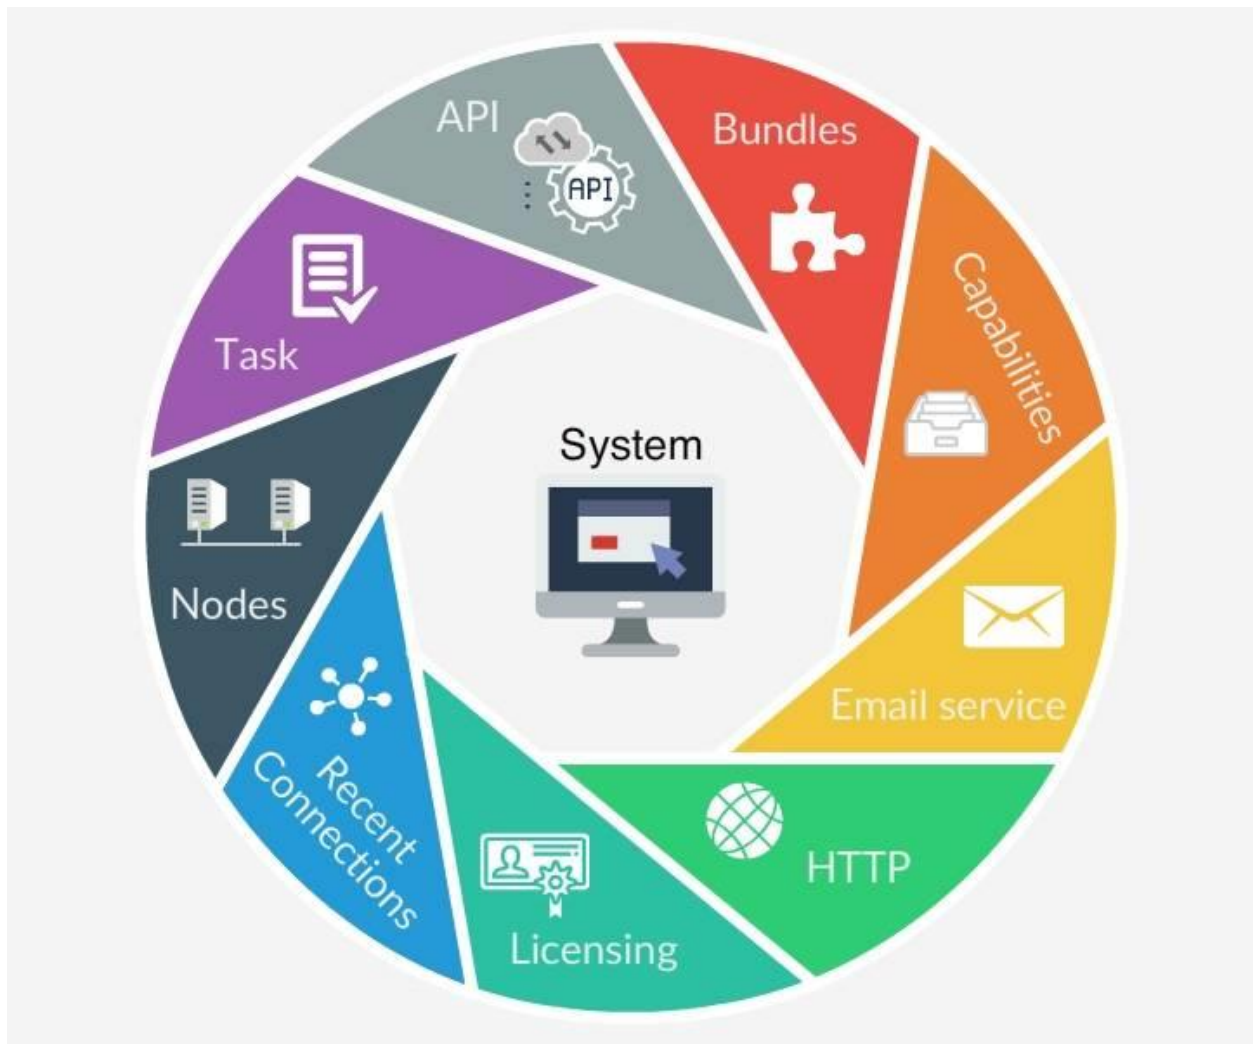 API
API
Bundles
Capabilities
Email service
HTTP
Licensing
Recent
Connections
Nodes
Task
System